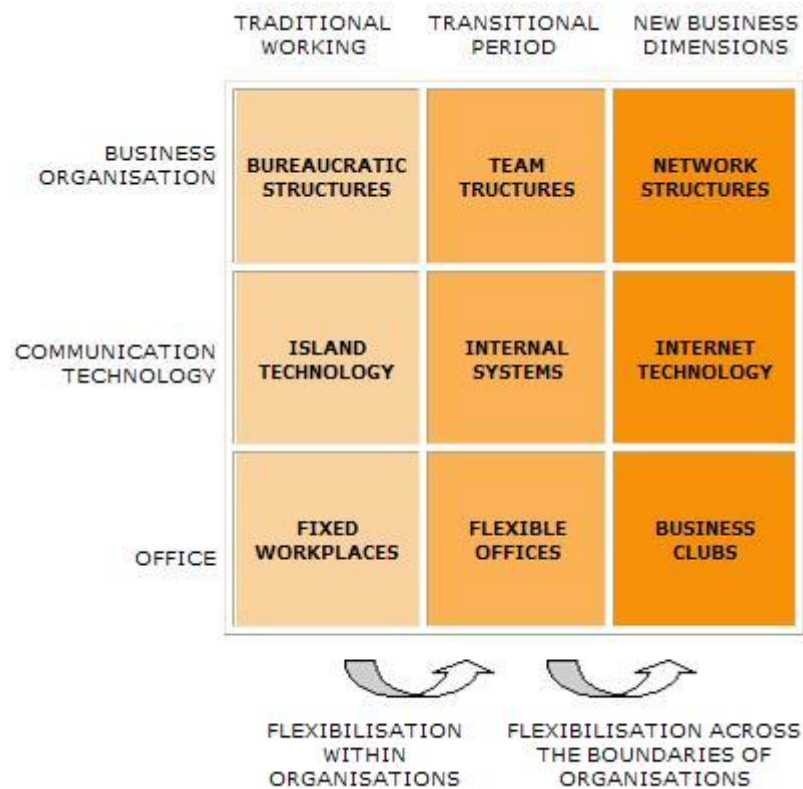 TRADITIONAL
WORKING
TRANSITIONAL
PERIOD
NEW BUSINESS
DIMENSIONS
BUSINESS
ORGANISATION
BUREAUCRATIC
STRUCTURES
TEAM
TRUCTURES
NETWORK
STRUCTURES
COMMUNICATION
TECHNOLOGY
ISLAND
TECHNOLOGY
INTERNAL
SYSTEMS
INTERNET
TECHNOLOGY
OFFICE
FIXED
WORKPLACES
FLEXIBLE
OFFICES
BUSINESS
CLUBS
FLEXIBILISATION
WITHIN
ORGANISATIONS
FLEXIBILISATION ACROSS
THE BOUNDARIES OF
ORGANISATIONS